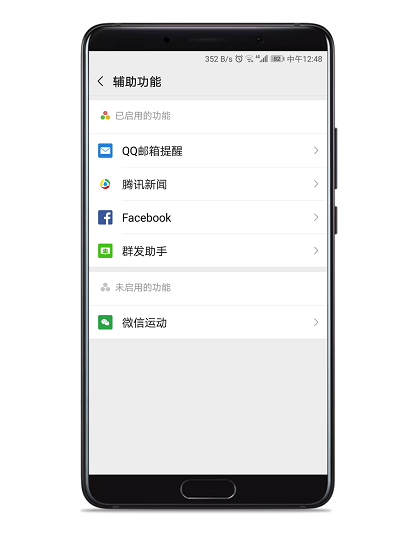 352 B/s 82 中午12:48
辅助功能
已启用的功能
QQ邮箱提醒
腾讯新闻
Facebook
群发助手
未启用的功能
微信运动